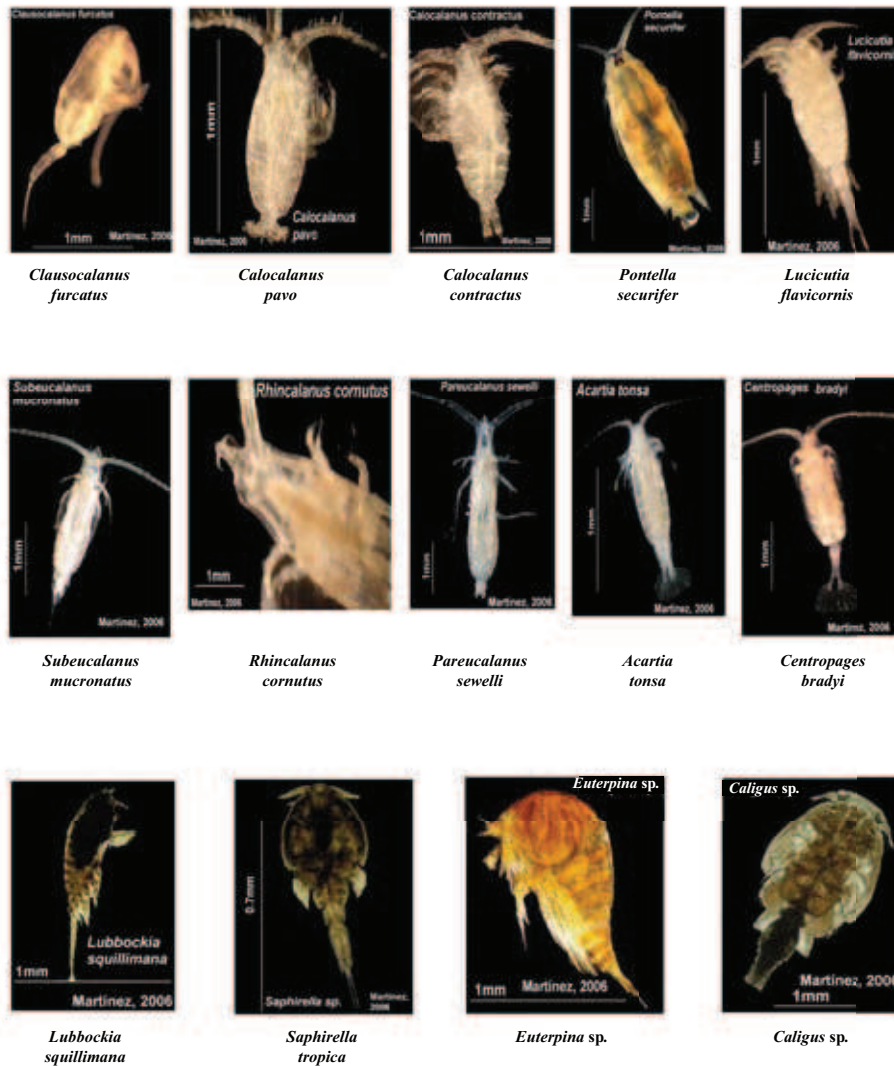 Clausocalanus furcatus
1mm
Martinez, 2006
Clausocalanus
furcatus
1mm
Calocalanus
pavo
Martinez, 2006
Calocalanus
pavo
Calocalanus contractus
1mm
Martinez, 2006
Calocalanus
contractus
Pontella
securifer
1mm
Martinez, 2006
Pontella
securifer
Lucicutia
flavicornis
1mm
Martinez, 2006
Lucicutia
flavicornis
Subeucalanus
mucronatus
1mm
Martinez, 2006
Subeucalanus
mucronatus
Rhincalanus cornutus
1mm
Martinez, 2006
Rhincalanus
cornutus
Pareucalanus sewelli
1mm
Martinez, 2006
Pareucalanus
sewelli
Acartia tonsa
1mm
Martinez, 2006
Acartia
tonsa
Centropages bradyi
1mm
Martinez, 2006
Centropages
bradyi
Lubbockia
squillimana
1mm
Martinez, 2006
Lubbockia
squillimana
0.7mm
Saphirella sp.
Martinez,
2006
Saphirella
tropica
Euterpina sp.
1mm
Martinez, 2006
Euterpina sp.
Caligus sp.
Martinez, 2006
1mm
Caligus sp.